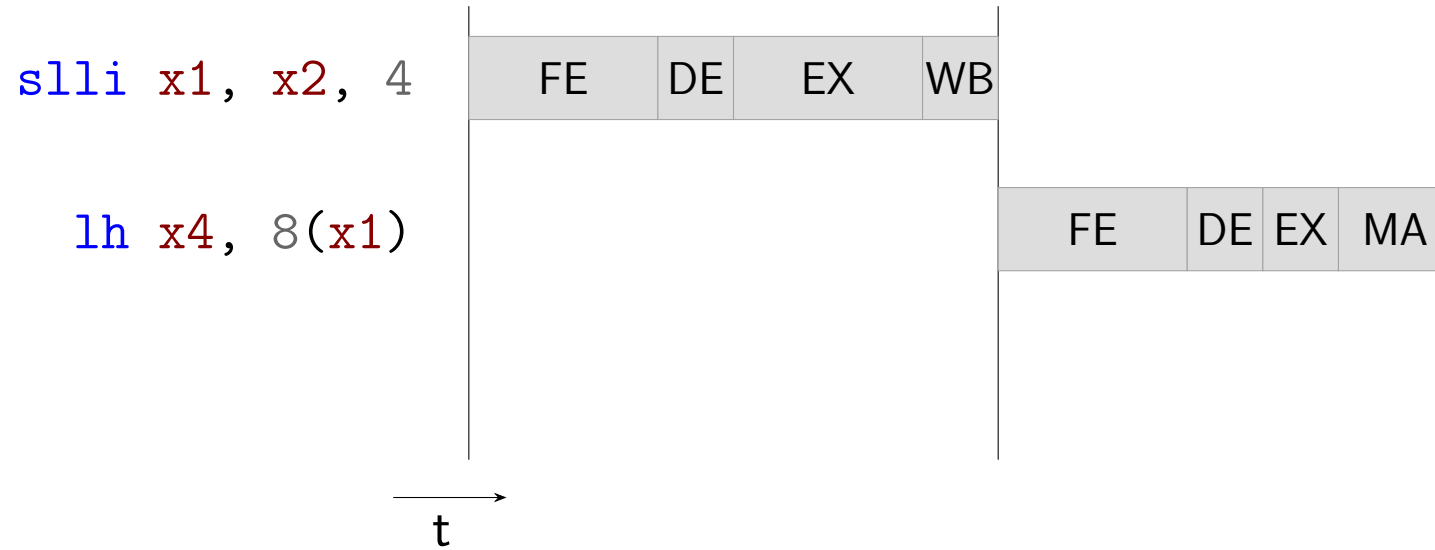 slli x1, x2, 4 FE DE EX WB
lh x4, 8(x1) FE DE EX MA
t